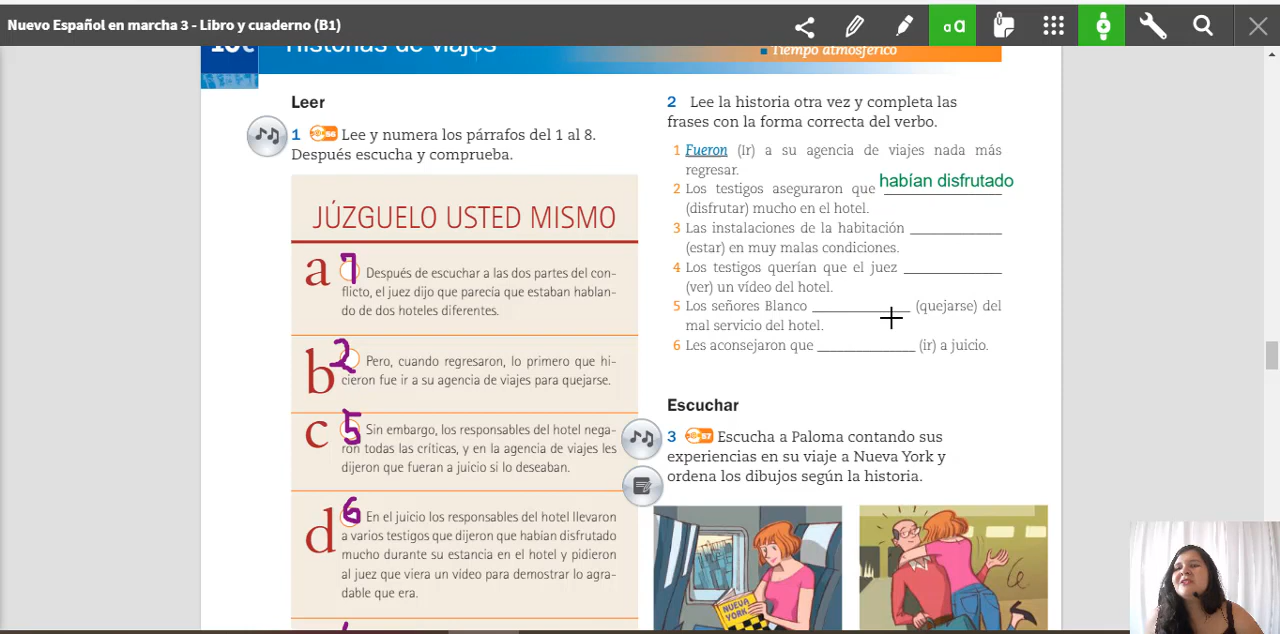 Nuevo Español en marcha 3 - Libro y cuaderno (B1)
aa
10c Historias de viajes
■ Tiempo atmosférico
Leer
1 56 Lee y numera los párrafos del 1 al 8.
Después escucha y comprueba.
JÚZGUELO USTED MISMO
a 7 Después de escuchar a las dos partes del con-
flicto, el juez dijo que parecía que estaban hablan-
do de dos hoteles diferentes.
b 2 Pero, cuando regresaron, lo primero que hi-
cieron fue ir a su agencia de viajes para quejarse.
c 5 Sin embargo, los responsables del hotel nega-
ron todas las críticas, y en la agencia de viajes les
dijeron que fueran a juicio si lo deseaban.
d 6 En el juicio los responsables del hotel llevaron
a varios testigos que dijeron que habían disfrutado
mucho durante su estancia en el hotel y pidieron
al juez que viera un vídeo para demostrar lo agra-
dable que era.
2 Lee la historia otra vez y completa las
frases con la forma correcta del verbo.
1 Fueron (ir) a su agencia de viajes nada más
regresar.
2 Los testigos aseguraron que habían disfrutado
(disfrutar) mucho en el hotel.
3 Las instalaciones de la habitación ____________
(estar) en muy malas condiciones.
4 Los testigos querían que el juez ____________
(ver) un vídeo del hotel.
5 Los señores Blanco ____________ (quejarse) del
mal servicio del hotel.
6 Les aconsejaron que ____________ (ir) a juicio.
Escuchar
3 57 Escucha a Paloma contando sus
experiencias en su viaje a Nueva York y
ordena los dibujos según la historia.
NUEVA
YORK